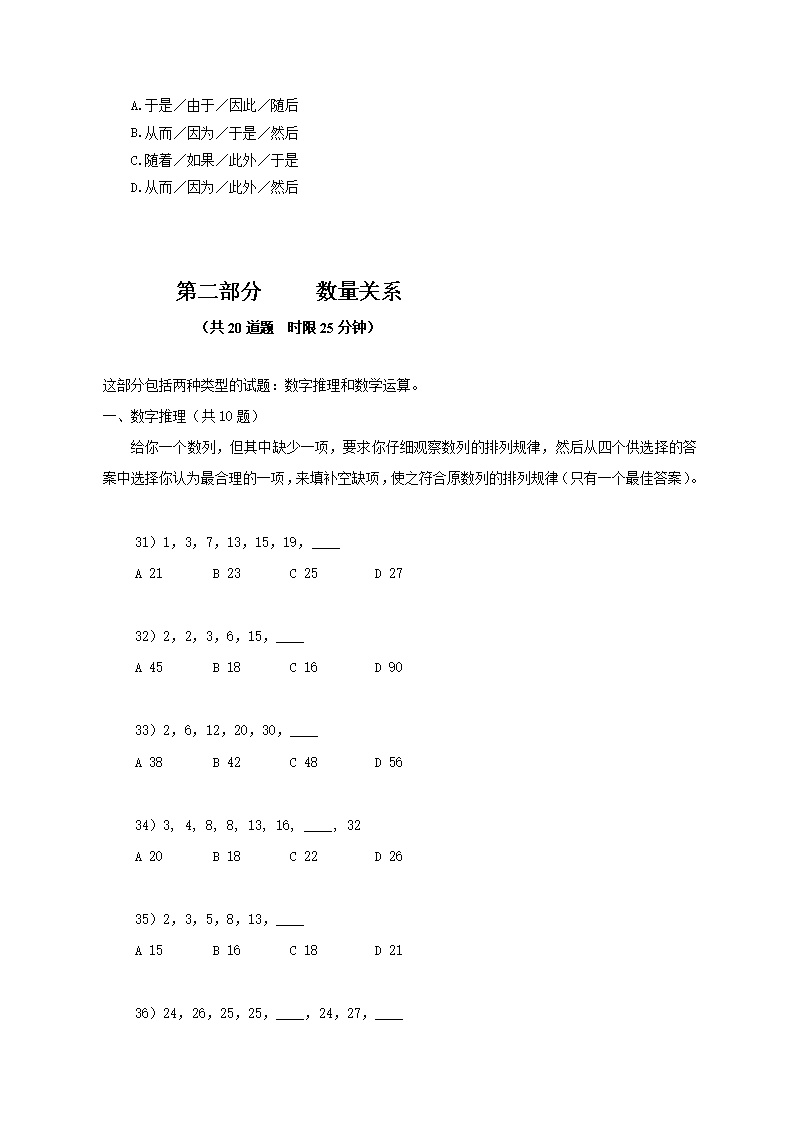 A.于是／由于／因此／随后
B.从而／因为／于是／然后
C.随着／如果／此外／于是
D.从而／因为／此外／然后
第二部分 数量关系
（共20道题 时限25分钟）
这部分包括两种类型的试题：数字推理和数学运算。
一、数字推理（共10题）
给你一个数列，但其中缺少一项，要求你仔细观察数列的排列规律，然后从四个供选择的答
案中选择你认为最合理的一项，来填补空缺项，使之符合原数列的排列规律（只有一个最佳答案）。
31）1，3，7，13，15，19，____
A 21 B 23 C 25 D 27
32）2，2，3，6，15，____
A 45 B 18 C 16 D 90
33）2，6，12，20，30，____
A 38 B 42 C 48 D 56
34）3, 4, 8, 8, 13, 16, ____, 32
A 20 B 18 C 22 D 26
35）2，3，5，8，13，____
A 15 B 16 C 18 D 21
36）24，26，25，25，____，24，27，____